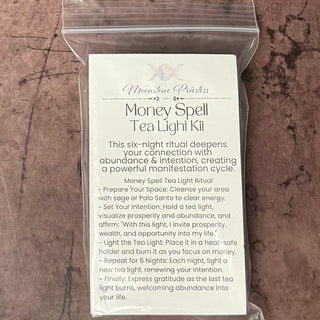 Moonstone Priestess
Money Spell
Tea Light Kit
This six-night ritual deepens
your connection with
abundance & intention, creating
a powerful manifestation cycle.
Money Spell Tea Light Ritual
- Prepare Your Space: Cleanse your area
with sage or Palo Santo to clear energy.
- Set Your Intention: Hold a tea light,
visualize prosperity and abundance, and
affirm: "With this light, I invite prosperity,
wealth, and opportunity into my life."
- Light the Tea Light: Place it in a heat-safe
holder and burn it as you focus on money.
- Repeat for 6 Nights: Each night, light a
new tea light, renewing your intention.
- Finally: Express gratitude as the last tea
light burns, welcoming abundance into
your life.